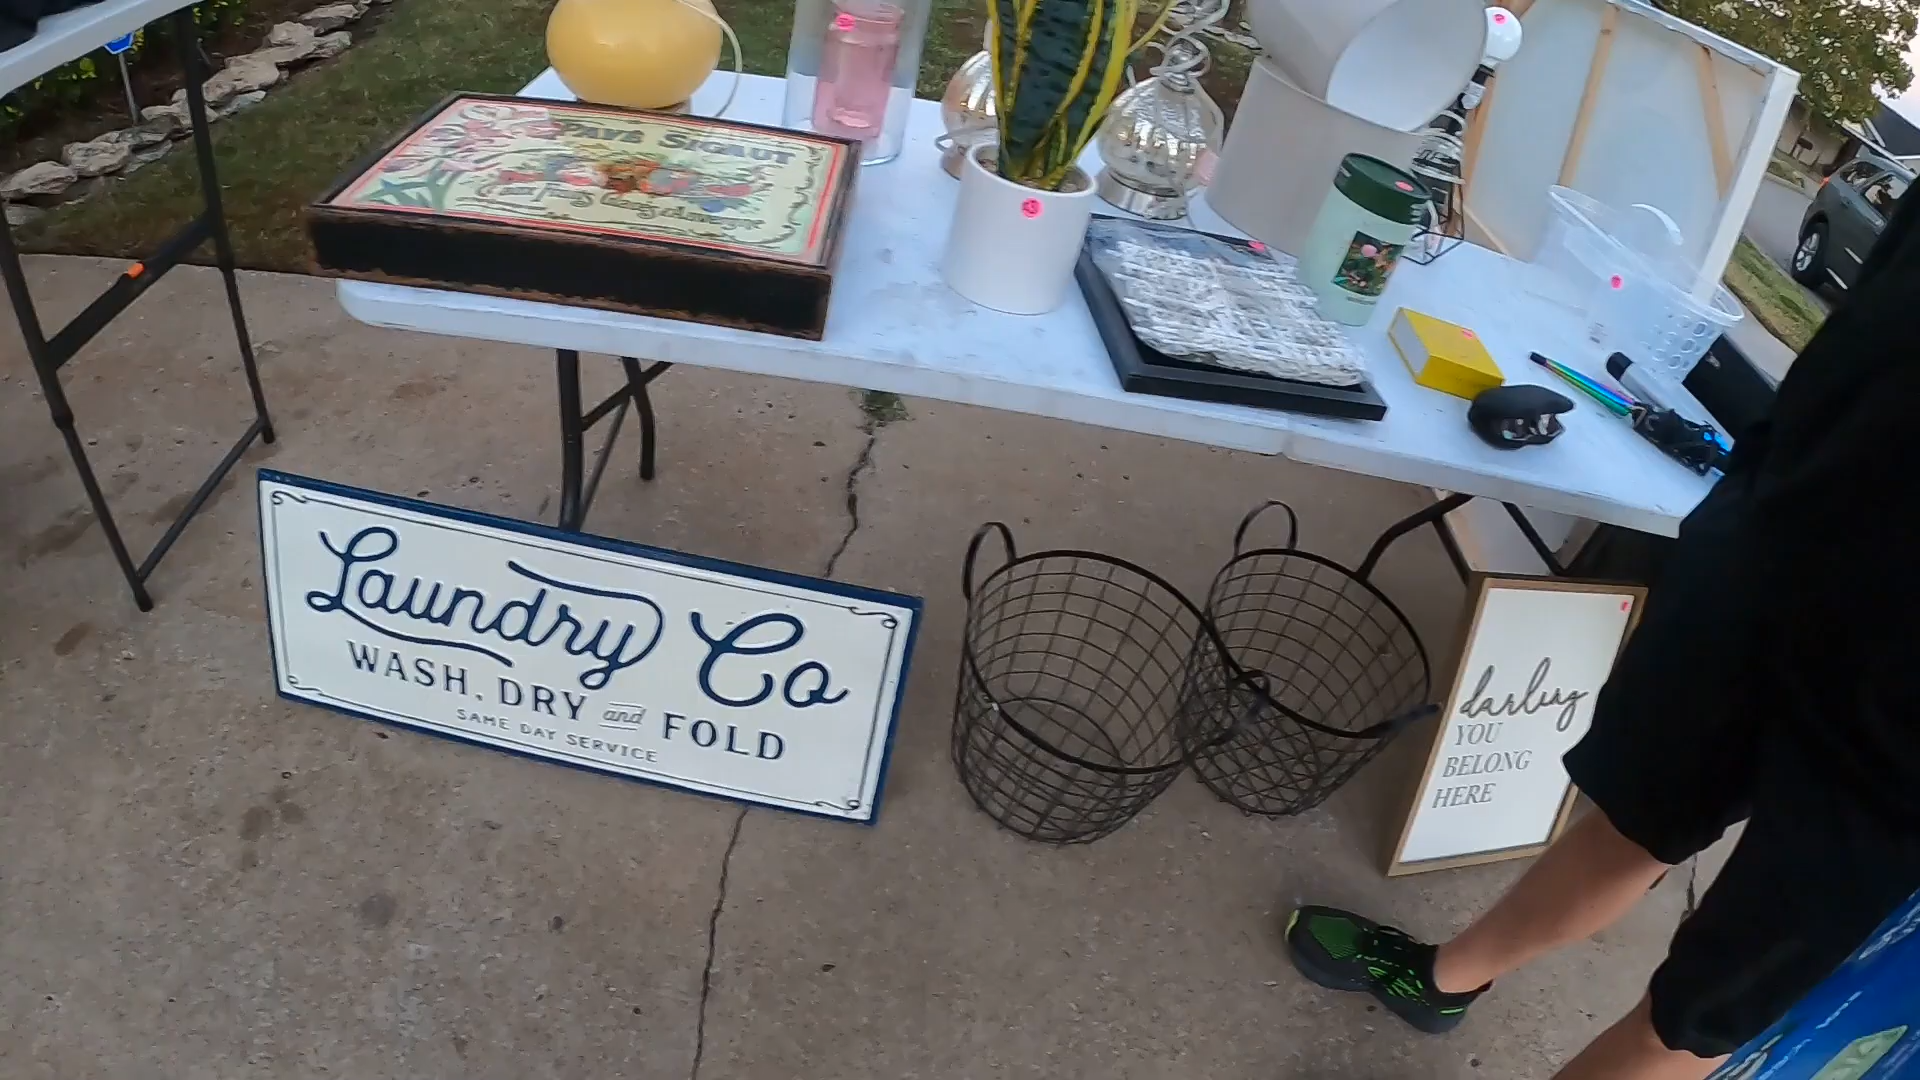 PAVÉ SIGAUT
Laundry Co
WASH, DRY and FOLD
SAME DAY SERVICE
darling
YOU
BELONG
HERE